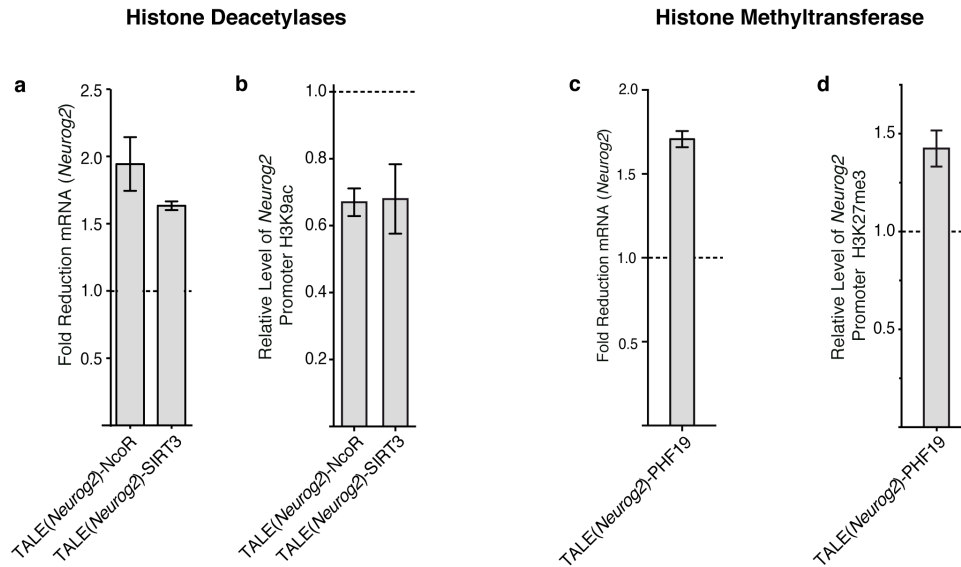 Histone Deacetylases
Histone Methyltransferase
a
Fold Reduction mRNA (Neurog2)
2.5
2.0
1.5
1.0
0.5
TALE(Neurog2)-NcoR
TALE(Neurog2)-SIRT3
b
Relative Level of Neurog2
Promoter H3K9ac
1.0
0.8
0.6
0.4
0.2
TALE(Neurog2)-NcoR
TALE(Neurog2)-SIRT3
c
Fold Reduction mRNA (Neurog2)
2.0
1.5
1.0
0.5
TALE(Neurog2)-PHF19
d
Relative Level of Neurog2
Promoter H3K27me3
1.5
1.0
0.5
TALE(Neurog2)-PHF19